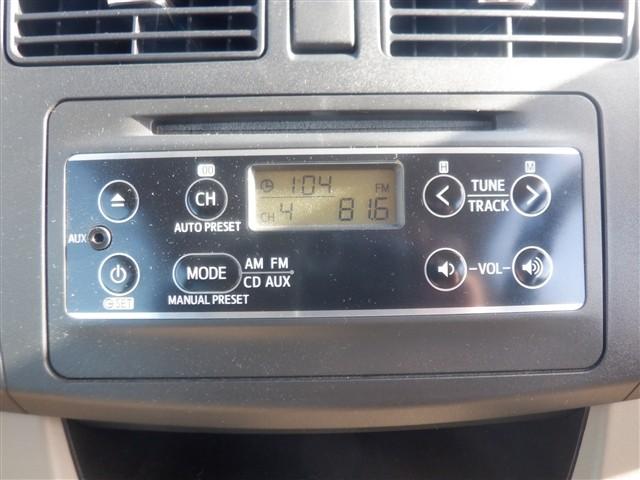 00
CH
AUTO PRESET
1:04
FM
CH 4 81.6
H
M
TUNE
TRACK
AUX
MODE
AM FM
CD AUX
MANUAL PRESET
-VOL-
SET